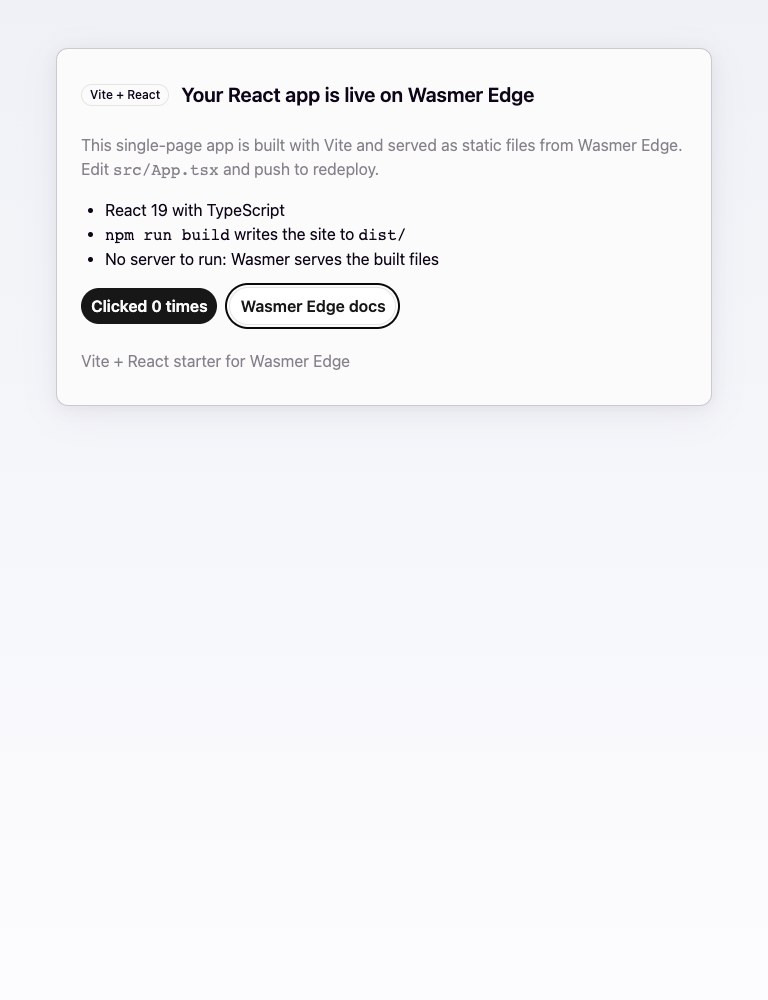 Vite + React
Your React app is live on Wasmer Edge
This single-page app is built with Vite and served as static files from Wasmer Edge.
Edit src/App.tsx and push to redeploy.
React 19 with TypeScript
npm run build writes the site to dist/
No server to run: Wasmer serves the built files
Clicked 0 times
Wasmer Edge docs
Vite + React starter for Wasmer Edge